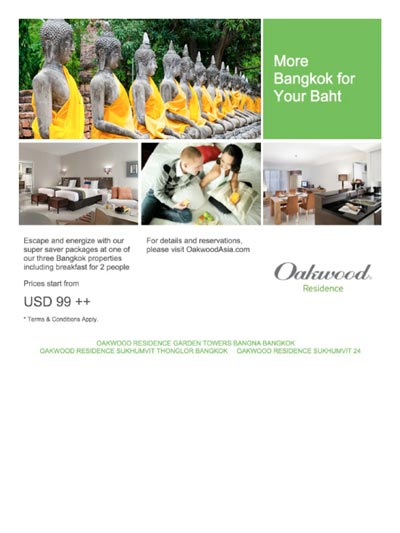 More
Bangkok for
Your Baht
Escape and energize with our
super saver packages at one of
our three Bangkok properties
including breakfast for 2 people
Prices start from
USD 99 ++
* Terms & Conditions Apply.
For details and reservations,
please visit OakwoodAsia.com
Oakwood®
Residence
OAKWOOD RESIDENCE GARDEN TOWERS BANGNA BANGKOK
OAKWOOD RESIDENCE SUKHUMVIT THONGLOR BANGKOK OAKWOOD RESIDENCE SUKHUMVIT 24